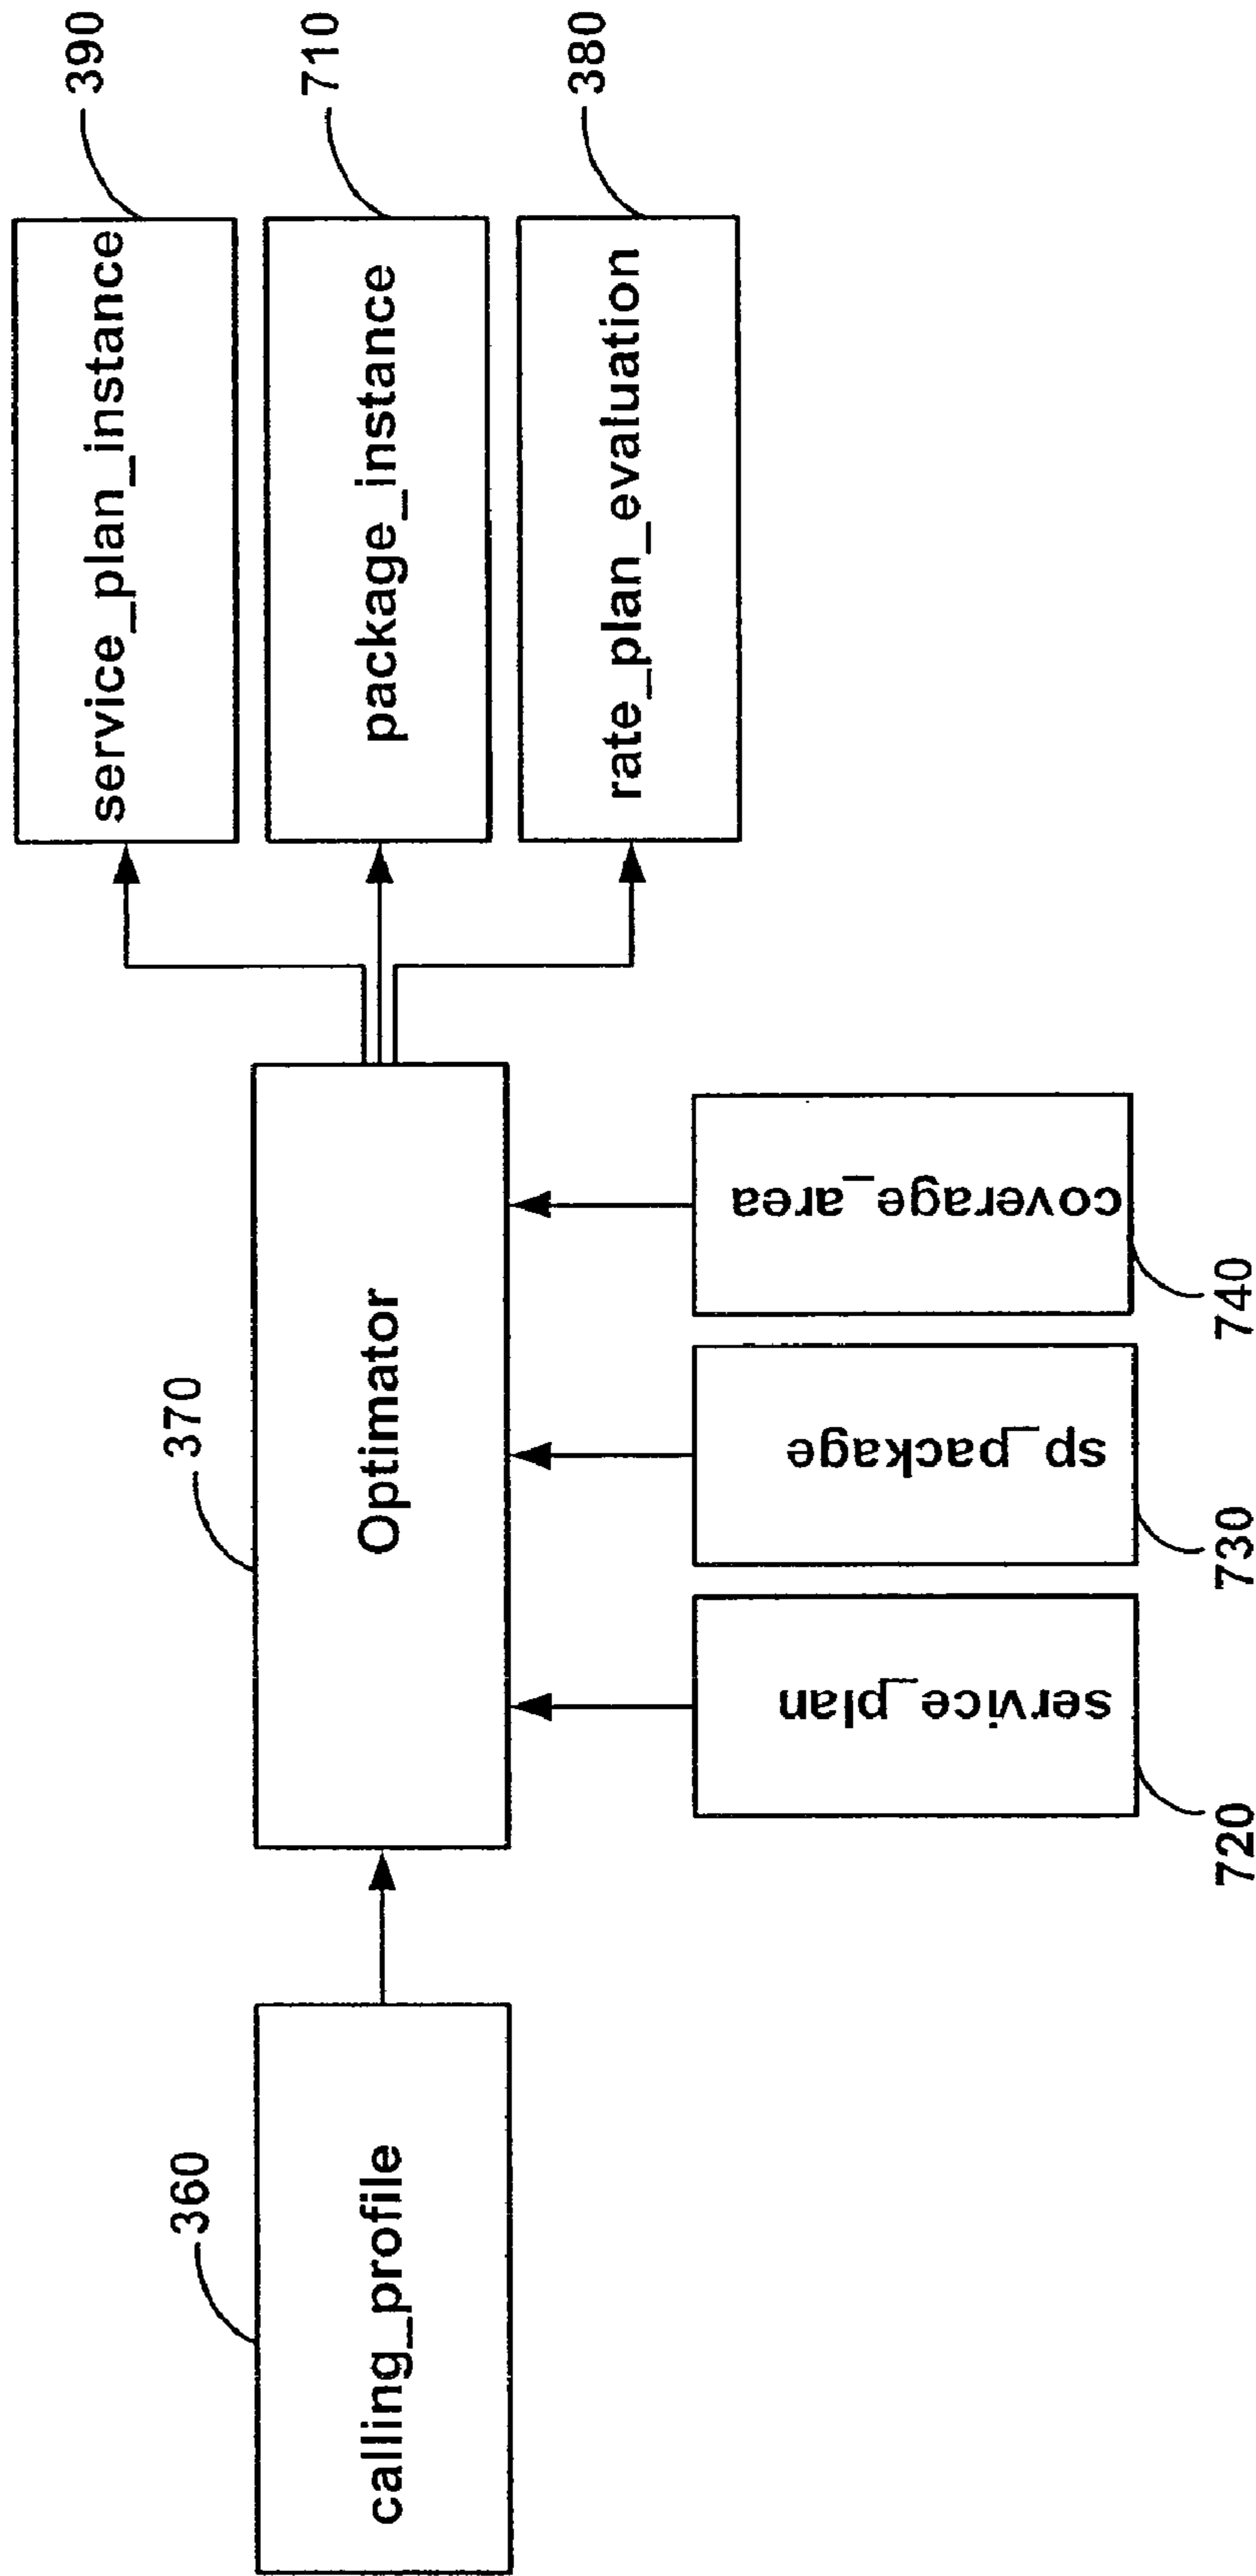 360
calling_profile
370
Optimator
service_plan
720
sp_package
730
coverage_area
740
service_plan_instance
390
package_instance
710
rate_plan_evaluation
380